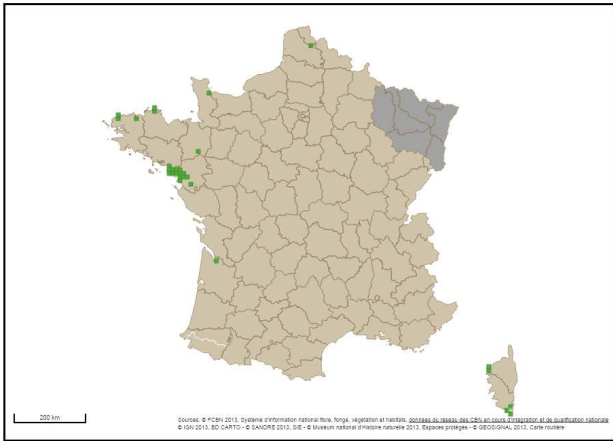 200 km
Sources: © FCBN 2013, Système d'information national flore, fonge, végétation et habitats, données du réseau des CBN en cours d'intégration et de qualification nationale.
© IGN 2013, BD CARTO - © SANDRE 2013, SIE - © Muséum national d'Histoire naturelle 2013, Espaces protégés - © GEOSIGNAL 2013, Carte routière